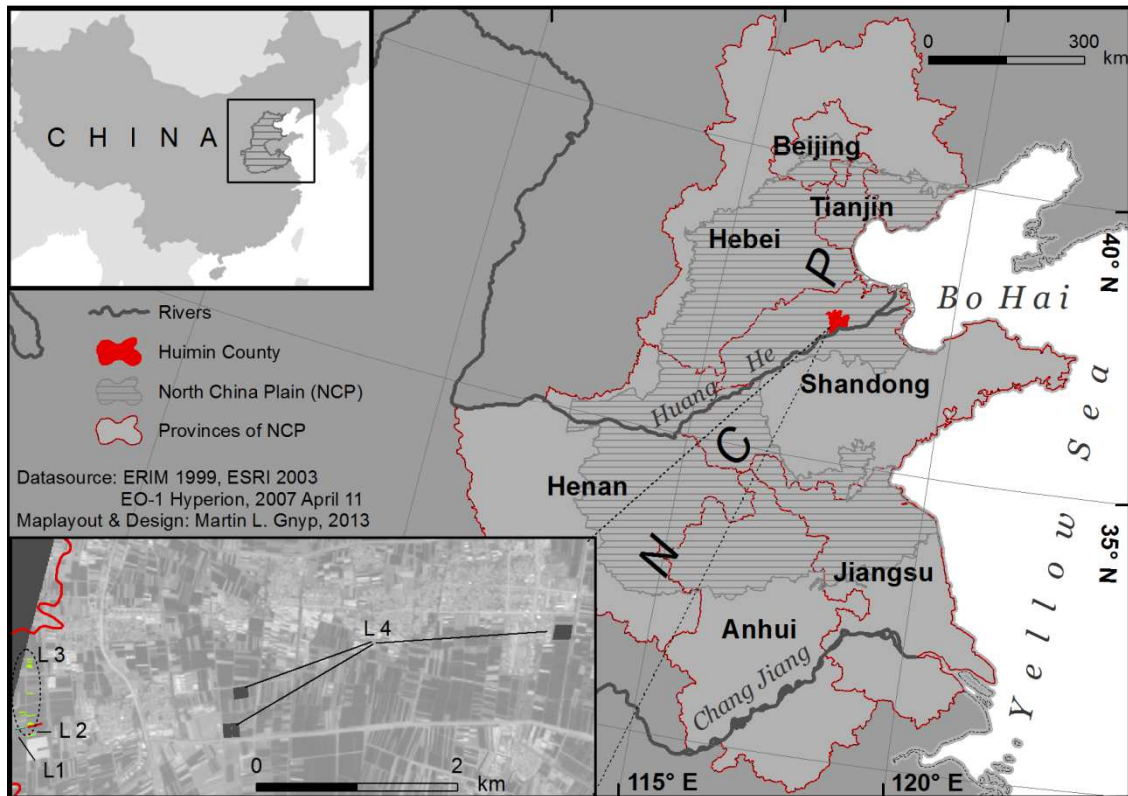 C H I N A
0 300
km
Beijing
Tianjin
Hebei
40° N
P
Bo Hai
Rivers
Huimin County
North China Plain (NCP)
Provinces of NCP
Huang He
Shandong
Yellow Sea
C
Datasource: ERIM 1999, ESRI 2003
EO-1 Hyperion, 2007 April 11
Maplayout & Design: Martin L. Gnyp, 2013
Henan
35° N
N
Jiangsu
Anhui
Chang Jiang
L 4
L 3
L 2
L1
0 2
km
115° E
120° E